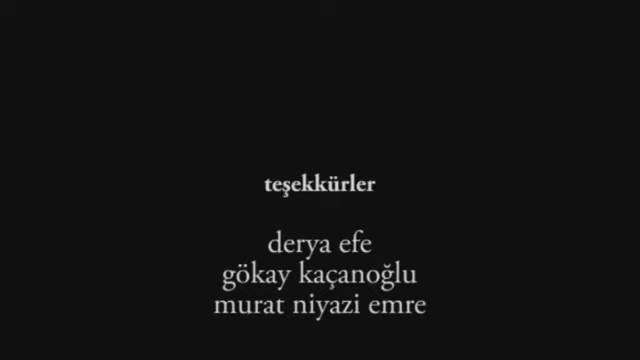 teşekkürler
derya efe
gökay kaçanoğlu
murat niyazi emre